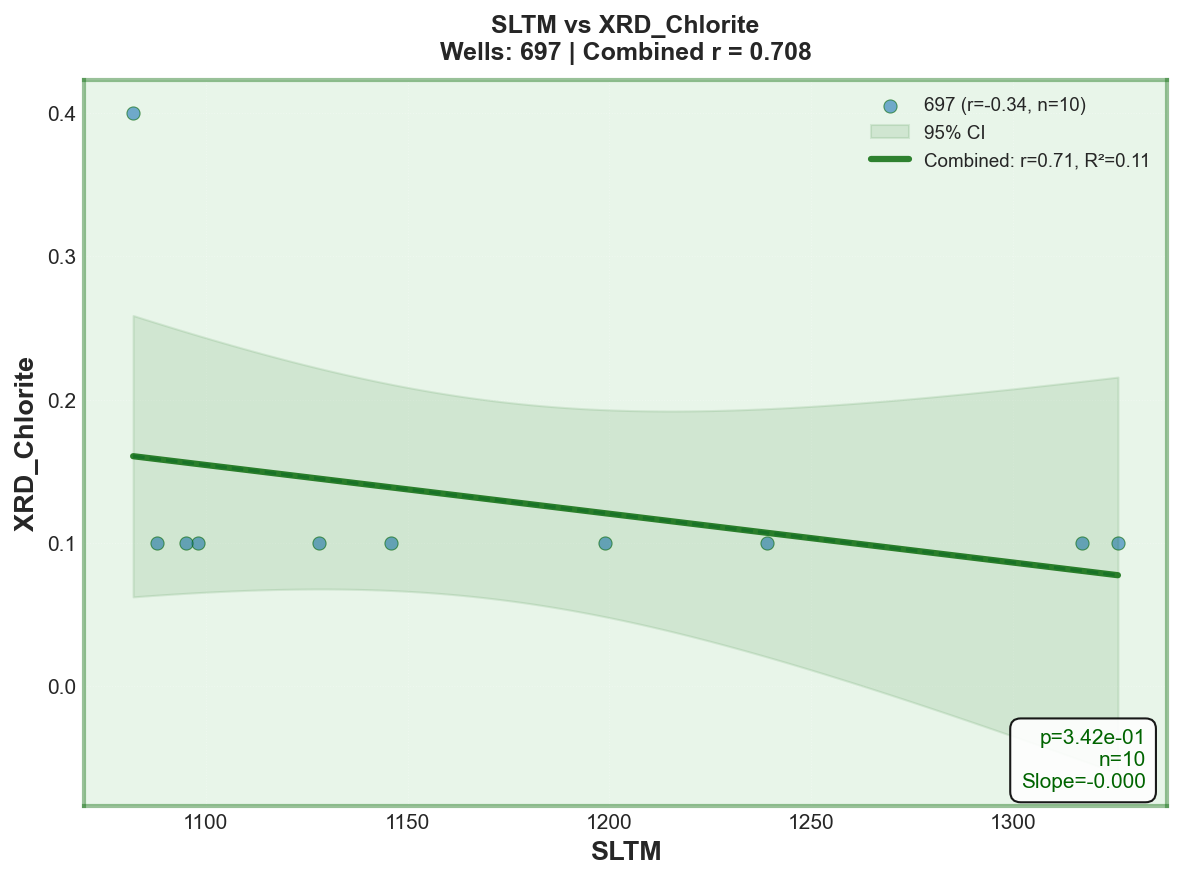 SLTM vs XRD_Chlorite
Wells: 697 | Combined r = 0.708
697 (r=-0.34, n=10)
95% CI
Combined: r=0.71, R²=0.11
XRD_Chlorite
0.4
0.3
0.2
0.1
0.0
p=3.42e-01
n=10
Slope=-0.000
1100
1150
1200
1250
1300
SLTM